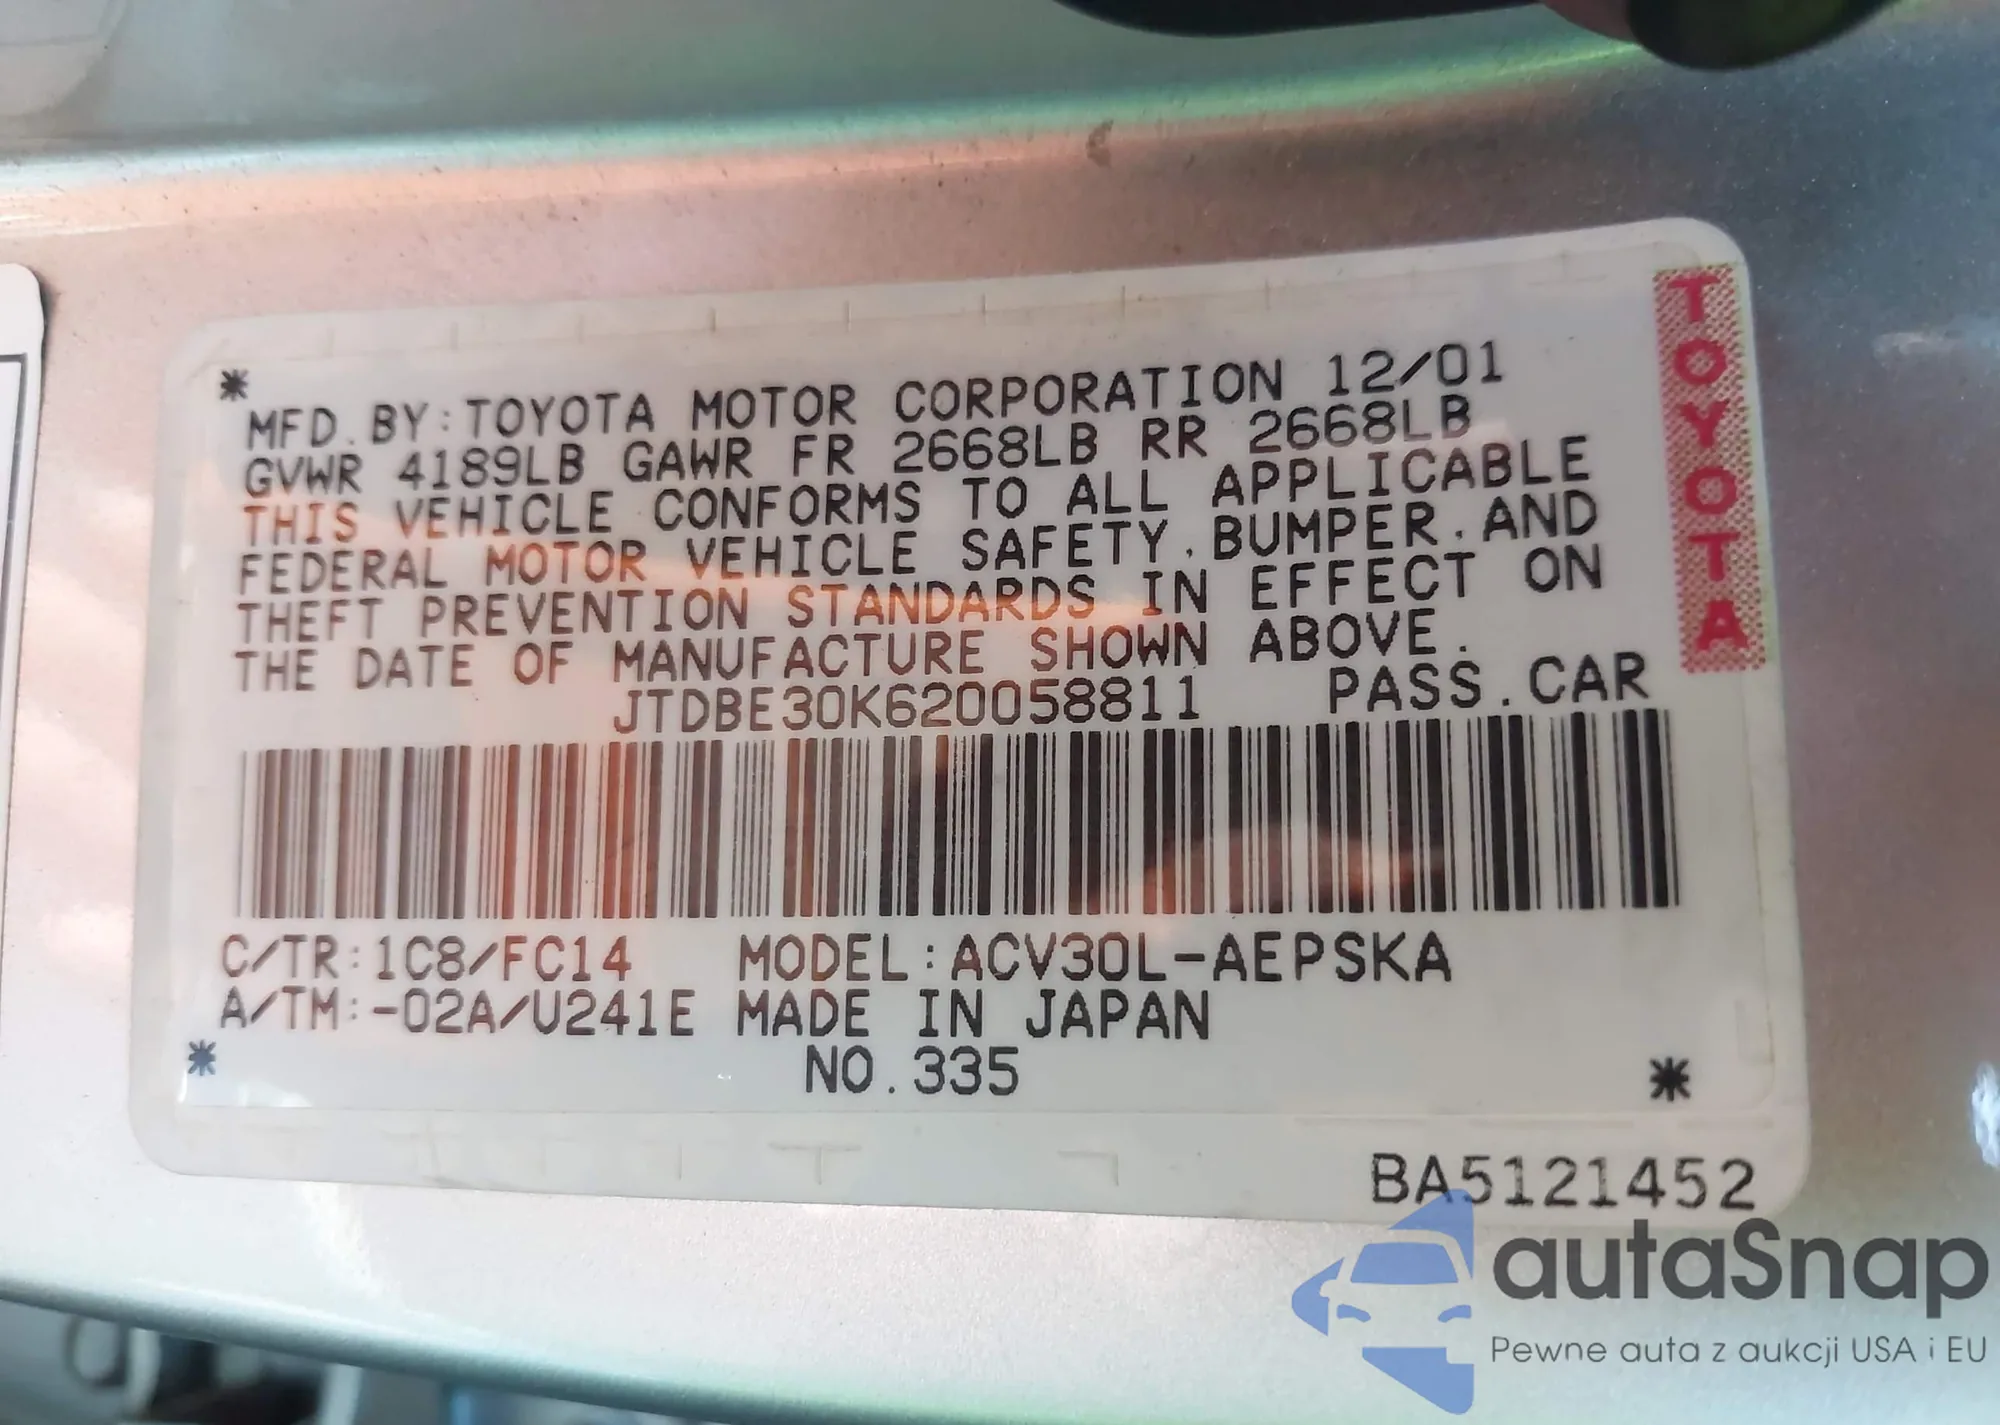 * MFD.BY:TOYOTA MOTOR CORPORATION 12/01
GVWR 4189LB GAWR FR 2668LB RR 2668LB
THIS VEHICLE CONFORMS TO ALL APPLICABLE
FEDERAL MOTOR VEHICLE SAFETY.BUMPER.AND
THEFT PREVENTION STANDARDS IN EFFECT ON
THE DATE OF MANUFACTURE SHOWN ABOVE.
JTDBE30K620058811 PASS.CAR
C/TR:1C8/FC14 MODEL:ACV30L-AEPSKA
A/TM:-02A/U241E MADE IN JAPAN
* NO.335 *
BA5121452
TOYOTA
autaSnap
Pewne auta z aukcji USA i EU